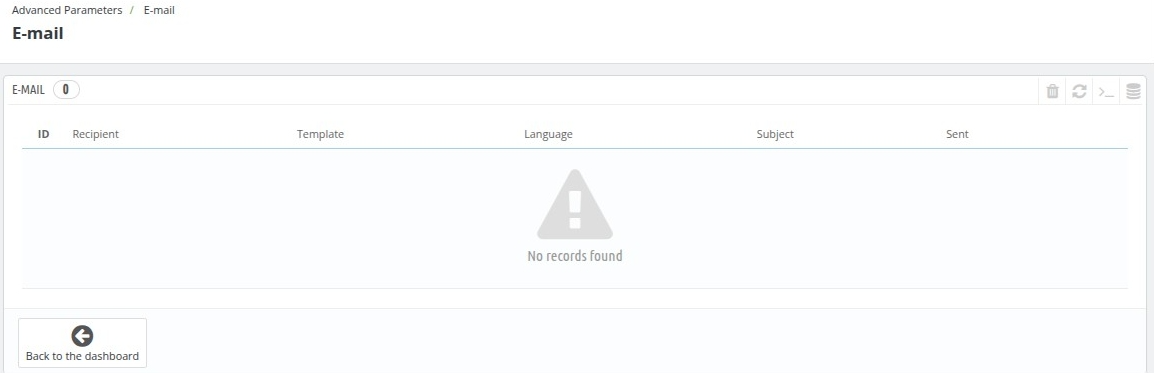 Advanced Parameters / E-mail
E-mail
E-MAIL 0
ID Recipient Template Language Subject Sent
No records found
Back to the dashboard